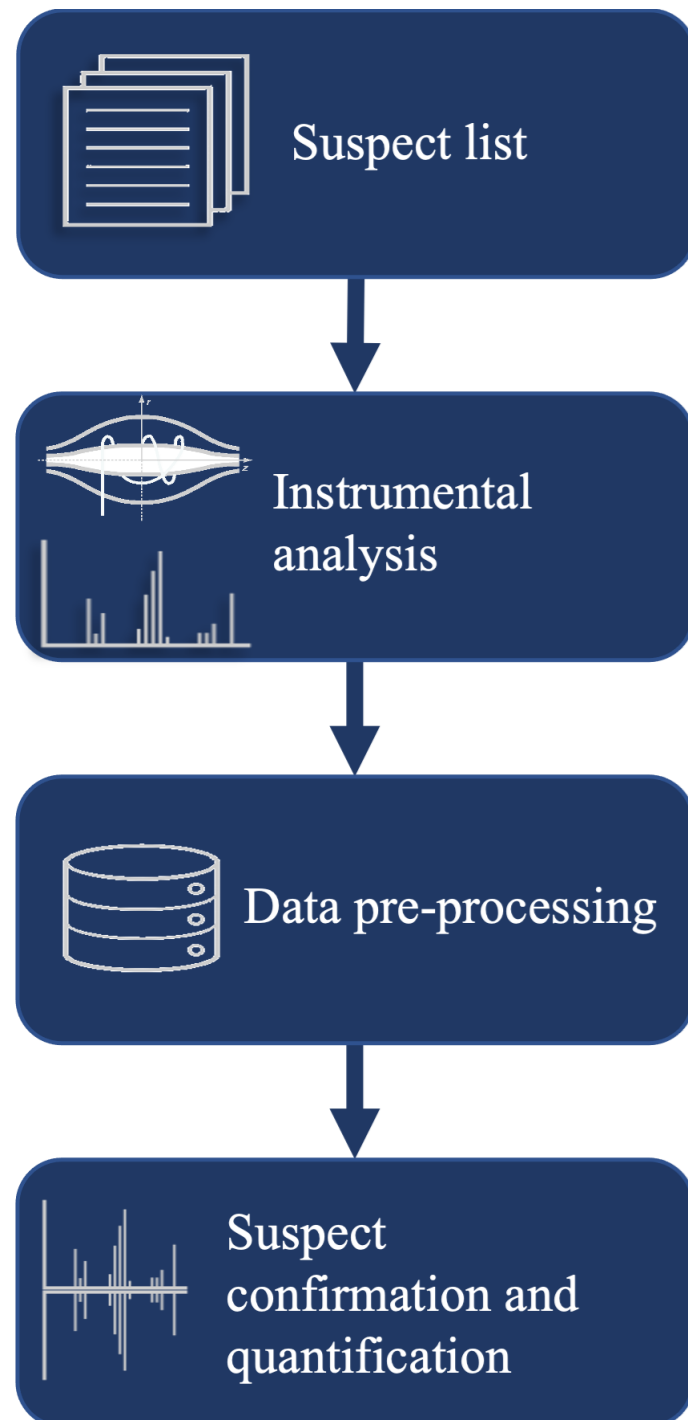 Suspect list
r
z
Instrumental
analysis
Data pre-processing
Suspect
confirmation and
quantification